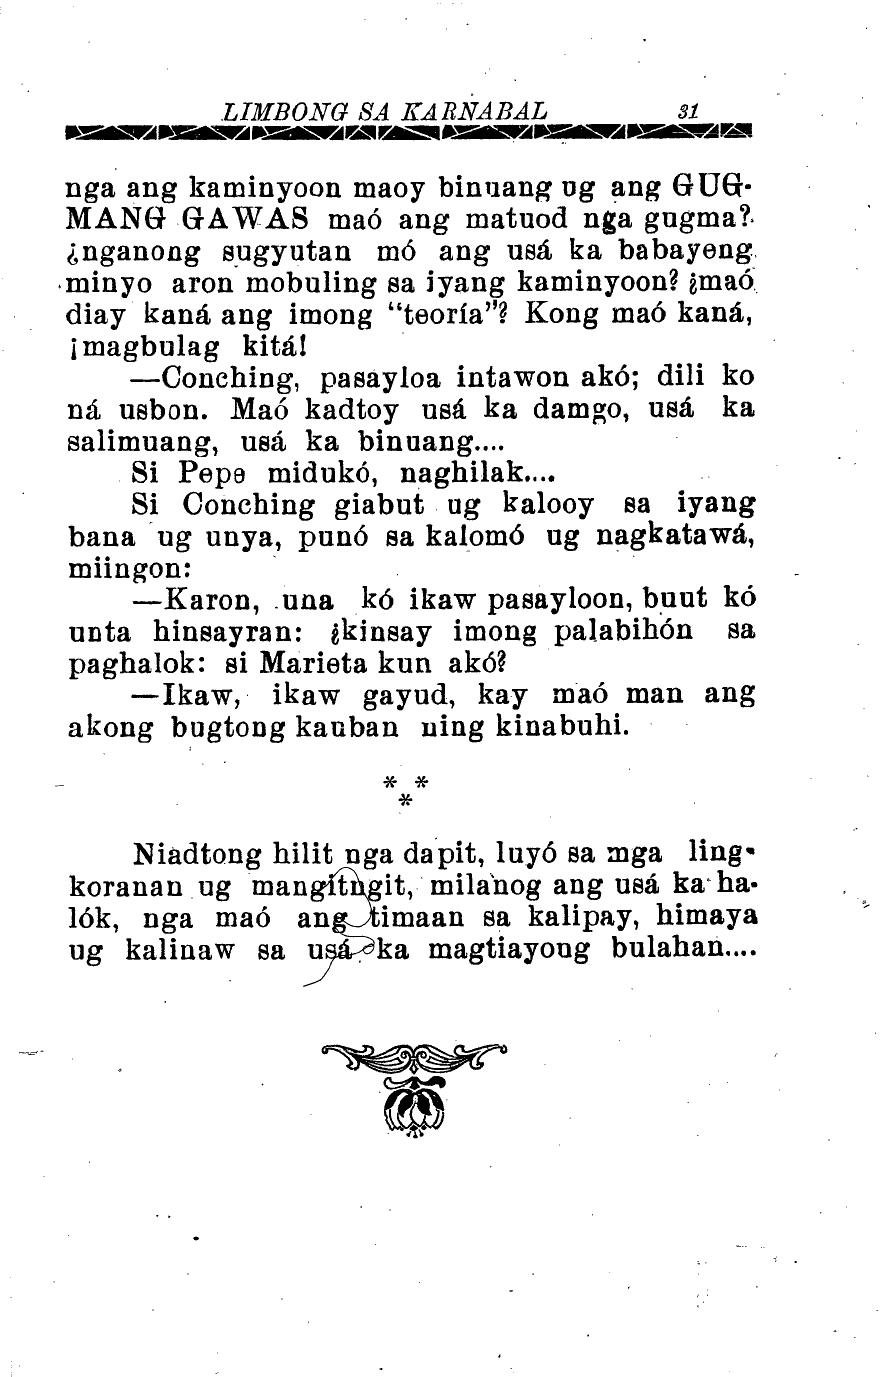 LIMBONG SA KARNABAL 31
nga ang kaminyoon maoy binuang ug ang GUG-
MANG GAWAS maó ang matuod nga gugma?
¿nganong sugyutan mó ang usá ka babayeng
minyo aron mobuling sa iyang kaminyoon? ¿maó
diay kaná ang imong “teoría”? Kong maó kaná,
¡magbulag kitá!
—Conching, pasayloa intawon akó; dili ko
ná usbon. Maó kadtoy usá ka damgo, usá ka
salimuang, usá ka binuang....
Si Pepe midukó, naghilak....
Si Conching giabut ug kalooy sa iyang
bana ug unya, punó sa kalomó ug nagkatawá,
miingon:
—Karon, una kó ikaw pasayloon, buut kó
unta hinsayran: ¿kinsay imong palabihón sa
paghalok: si Marieta kun akó?
—Ikaw, ikaw gayud, kay maó man ang
akong bugtong kauban ning kinabuhi.
* *
*
Niadtong hilit nga dapit, luyó sa mga ling-
koranan ug mangitngit, milanog ang usá ka ha-
lók, nga maó ang timaan sa kalipay, himaya
ug kalinaw sa usá ka magtiayong bulahan....